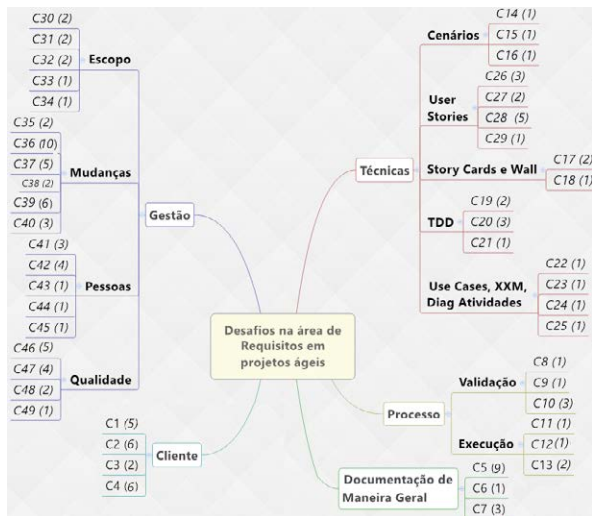 C30 (2)
C31 (2)
C32 (2)
C33 (1)
C34 (1)
Escopo
C35 (2)
C36 (10)
C37 (5)
C38 (2)
C39 (6)
C40 (3)
Mudanças
C41 (3)
C42 (4)
C43 (1)
C44 (1)
C45 (1)
Pessoas
C46 (5)
C47 (4)
C48 (2)
C49 (1)
Qualidade
Gestão
C1 (5)
C2 (6)
C3 (2)
C4 (6)
Cliente
Desafios na área de
Requisitos em
projetos ágeis
Técnicas
Cenários
C14 (1)
C15 (1)
C16 (1)
User
Stories
C26 (3)
C27 (2)
C28 (5)
C29 (1)
Story Cards e Wall
C17 (2)
C18 (1)
TDD
C19 (2)
C20 (3)
C21 (1)
Use Cases, XXM,
Diag Atividades
C22 (1)
C23 (1)
C24 (1)
C25 (1)
Processo
Validação
C8 (1)
C9 (1)
C10 (3)
Execução
C11 (1)
C12 (1)
C13 (2)
Documentação de
Maneira Geral
C5 (9)
C6 (1)
C7 (3)